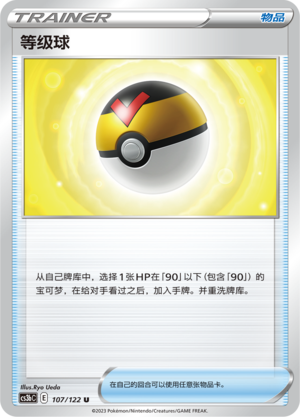 TRAINER 物品
等级球
从自己牌库中，选择1张HP在「90」以下（包含「90」）的
宝可梦，在给对手看过之后，加入手牌。并重洗牌库。
Illus.Ryo Ueda
cs3bC E 107/122 U
在自己的回合可以使用任意张物品卡。
©2023 Pokémon/Nintendo/Creatures/GAME FREAK.